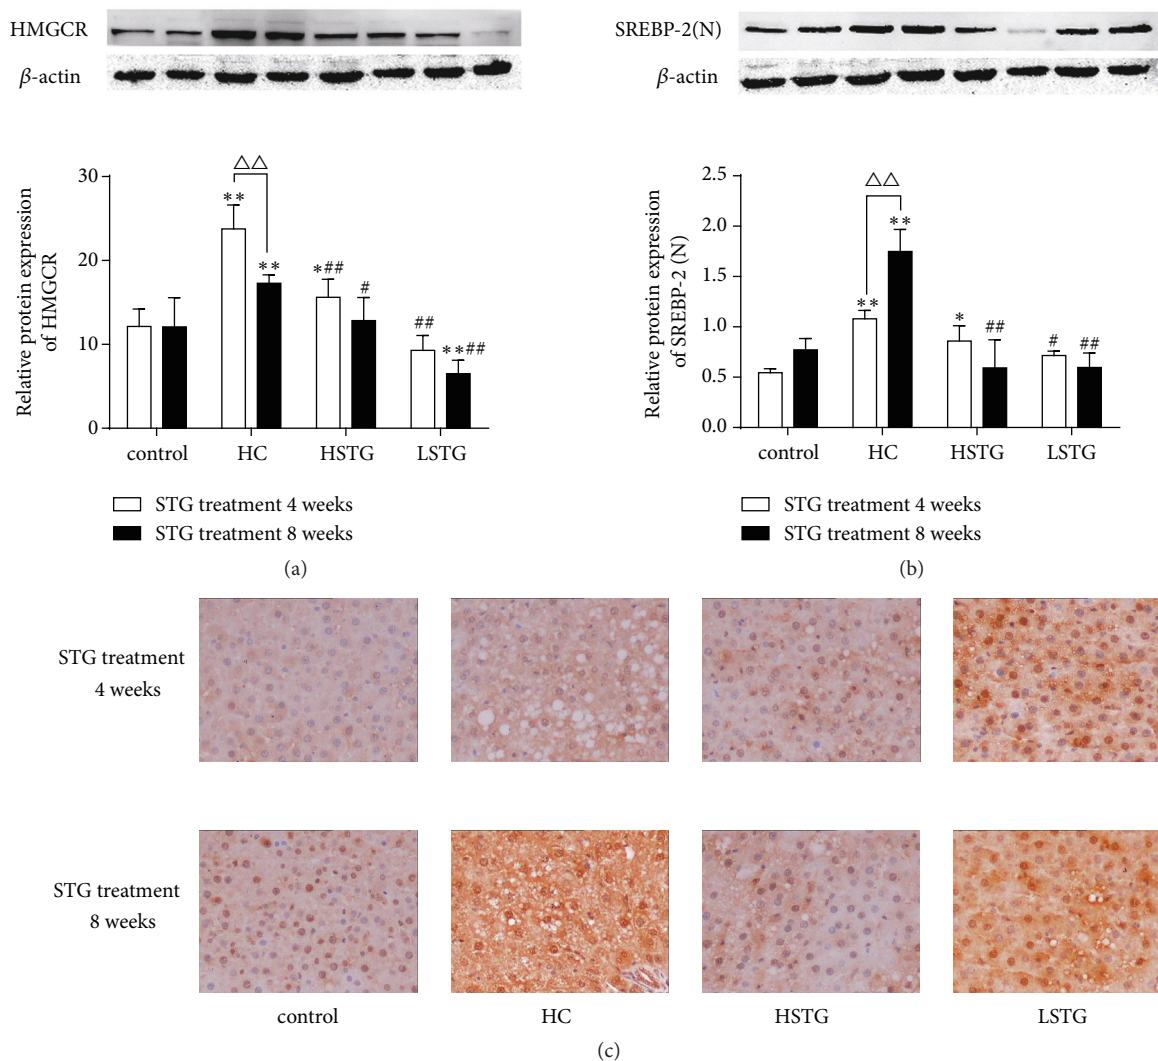 HMGCR
β-actin
Relative protein expression
of HMGCR
30
20
10
0
△△
**
**
*##
#
##
**##
control
HC
HSTG
LSTG
STG treatment 4 weeks
STG treatment 8 weeks
(a)
SREBP-2(N)
β-actin
Relative protein expression
of SREBP-2 (N)
2.5
2.0
1.5
1.0
0.5
0.0
△△
**
**
*
##
#
##
control
HC
HSTG
LSTG
STG treatment 4 weeks
STG treatment 8 weeks
(b)
STG treatment
4 weeks
STG treatment
8 weeks
control
HC
HSTG
LSTG
(c)